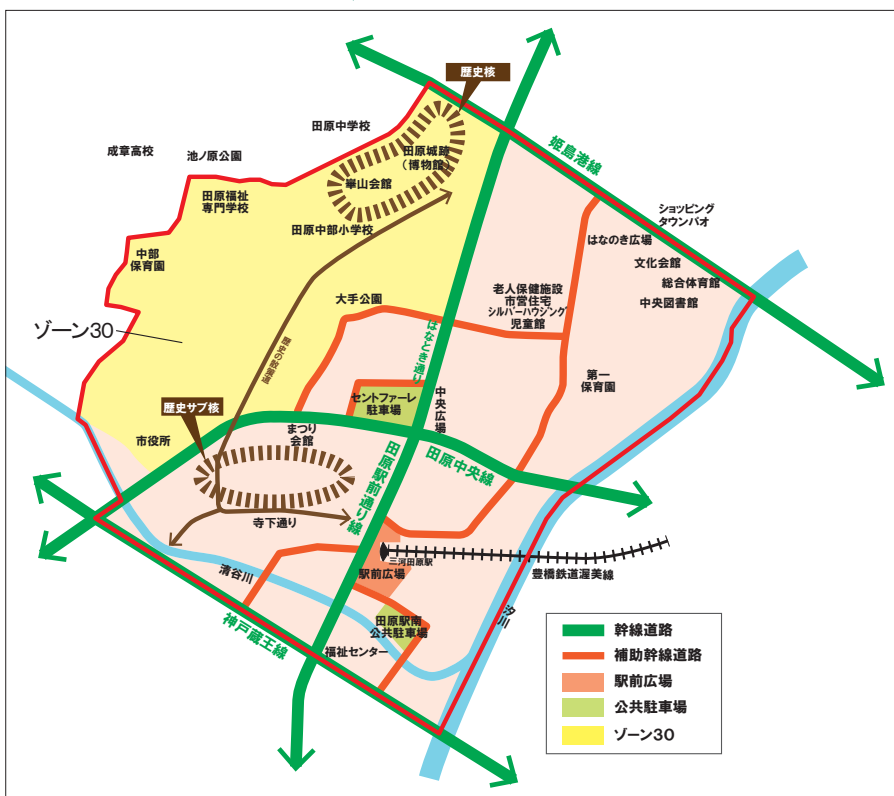 歴史核
田原中学校
姫島港線
成章高校
池ノ原公園
田原城跡
（博物館）
崋山会館
田原福祉
専門学校
ショッピング
タウンパオ
田原中部小学校
はなのき広場
中部
保育園
文化会館
総合体育館
中央図書館
大手公園
老人保健施設
市営住宅
シルバーハウジング
児童館
ゾーン30
はなとき通り
歴史の散策道
第一
保育園
セントファーレ
駐車場
中央広場
歴史サブ核
まつり
会館
市役所
田原中央線
田原駅前通り線
寺下通り
三河田原駅
駅前広場
豊橋鉄道渥美線
清谷川
汐川
田原駅南
公共駐車場
神戸蔵王線
福祉センター
幹線道路
補助幹線道路
駅前広場
公共駐車場
ゾーン30